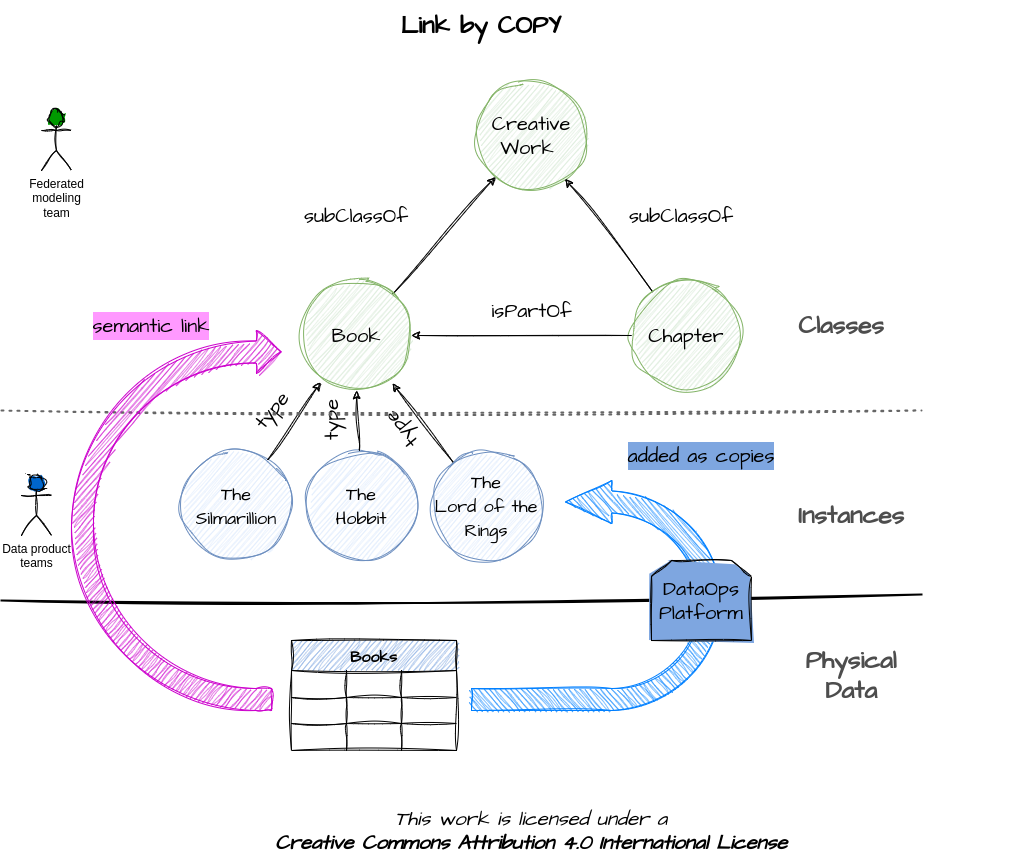 Link by COPY
Creative
Work
Federated
modeling
team
subClassOf
subClassOf
isPartOf
semantic link
Book
Chapter
Classes
type
type
type
added as copies
The
Silmarillion
The
Hobbit
The
Lord of the
Rings
Instances
Data product
teams
DataOps
Platform
Books
Physical
Data
This work is licensed under a
Creative Commons Attribution 4.0 International License